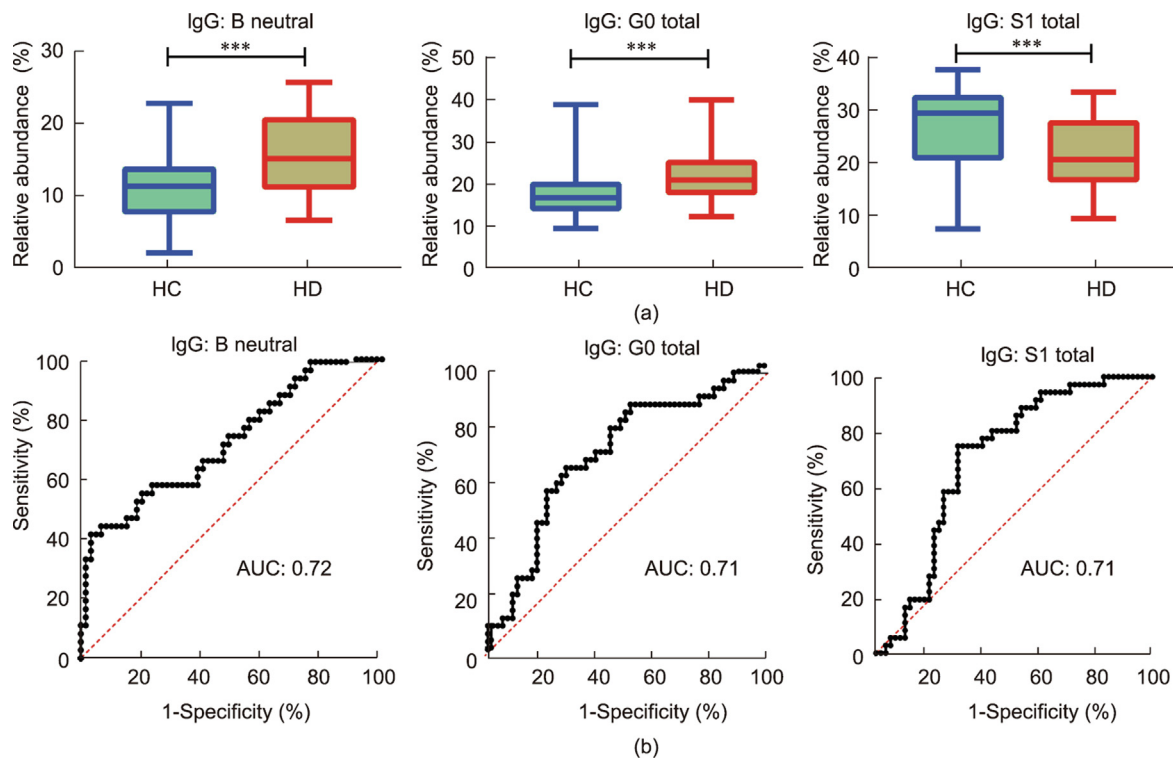 IgG: B neutral
***
30
20
10
0
Relative abundance (%)
HC HD
IgG: G0 total
***
50
40
30
20
10
0
Relative abundance (%)
HC HD
IgG: S1 total
***
40
30
20
10
0
Relative abundance (%)
HC HD
(a)
IgG: B neutral
100
80
60
40
20
0
Sensitivity (%)
AUC: 0.72
20 40 60 80 100
1-Specificity (%)
IgG: G0 total
100
80
60
40
20
0
Sensitivity (%)
AUC: 0.71
20 40 60 80 100
1-Specificity (%)
IgG: S1 total
100
80
60
40
20
0
Sensitivity (%)
AUC: 0.71
20 40 60 80 100
1-Specificity (%)
(b)